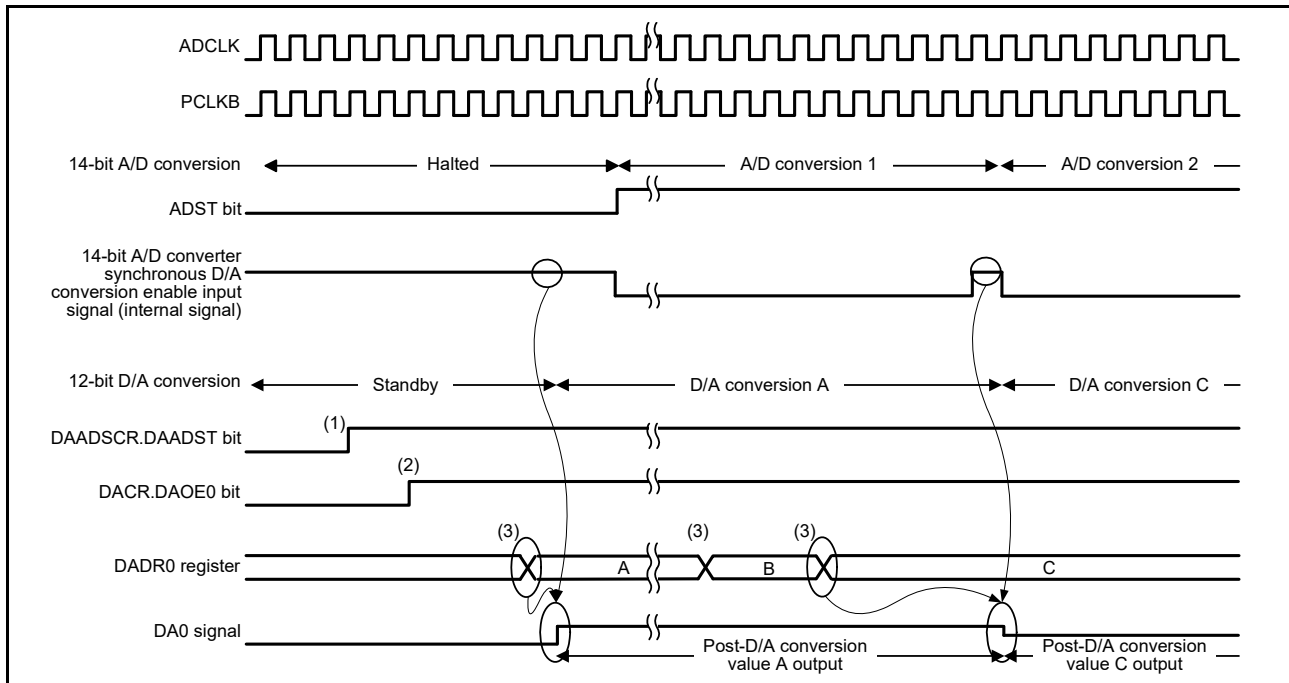 ADCLK
PCLKB
14-bit A/D conversion
Halted
A/D conversion 1
A/D conversion 2
ADST bit
14-bit A/D converter
synchronous D/A
conversion enable input
signal (internal signal)
12-bit D/A conversion
Standby
D/A conversion A
D/A conversion C
(1)
DAADSCR.DAADST bit
(2)
DACR.DAOE0 bit
(3)
(3)
(3)
DADR0 register
A
B
C
DA0 signal
Post-D/A conversion
value A output
Post-D/A conversion
value C output